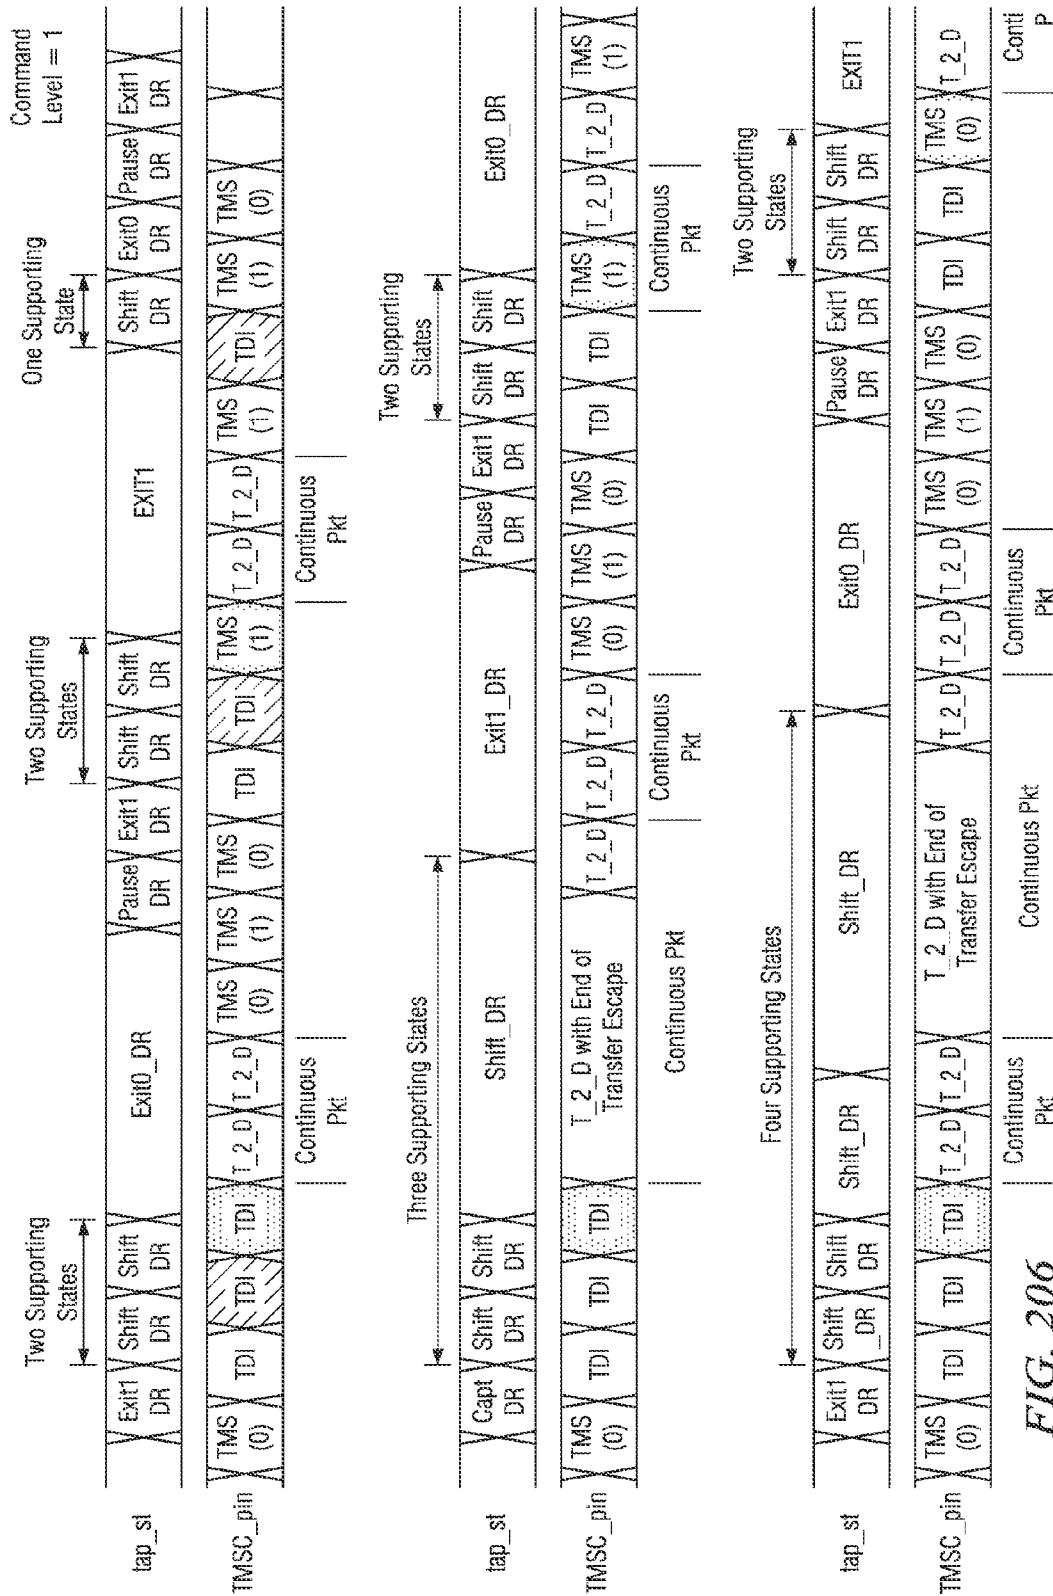 Command
Level = 1
Two Supporting
States
Two Supporting
States
One Supporting
State
tap_st
Exit1
DR
Shift
DR
Shift
DR
Exit0_DR
Pause
DR
Exit1
DR
Shift
DR
Shift
DR
EXIT1
Shift
DR
Exit0
DR
Pause
DR
Exit1
DR
TMSC_pin
TMS
(0)
TDI
TDI
TDI
T_2_D
T_2_D
TMS
(0)
TMS
(1)
TMS
(0)
TDI
TDI
TMS
(1)
T_2_D
T_2_D
TMS
(1)
TDI
TMS
(1)
TMS
(0)
Continuous
Pkt
Continuous
Pkt
Three Supporting States
Two Supporting
States
tap_st
Capt
DR
Shift
DR
Shift
DR
Shift_DR
Exit1_DR
Pause
DR
Exit1
DR
Shift
DR
Shift
DR
Exit0_DR
TMSC_pin
TMS
(0)
TDI
TDI
TDI
T_2_D with End of
Transfer Escape
T_2_D
T_2_D
T_2_D
TMS
(0)
TMS
(1)
TMS
(0)
TDI
TDI
TMS
(1)
T_2_D
T_2_D
TMS
(1)
Continuous Pkt
Continuous
Pkt
Continuous
Pkt
Four Supporting States
Two Supporting
States
tap_st
Exit1
DR
Shift
_DR
Shift
DR
Shift_DR
Shift_DR
Exit0_DR
Pause
DR
Exit1
DR
Shift
DR
Shift
DR
EXIT1
TMSC_pin
TMS
(0)
TDI
TDI
TDI
T_2_D
T_2_D
T_2_D with End of
Transfer Escape
T_2_D
T_2_D
T_2_D
TMS
(0)
TMS
(1)
TMS
(0)
TDI
TDI
TMS
(0)
T_2_D
Continuous
Pkt
Continuous Pkt
Continuous
Pkt
Conti
P
FIG. 206